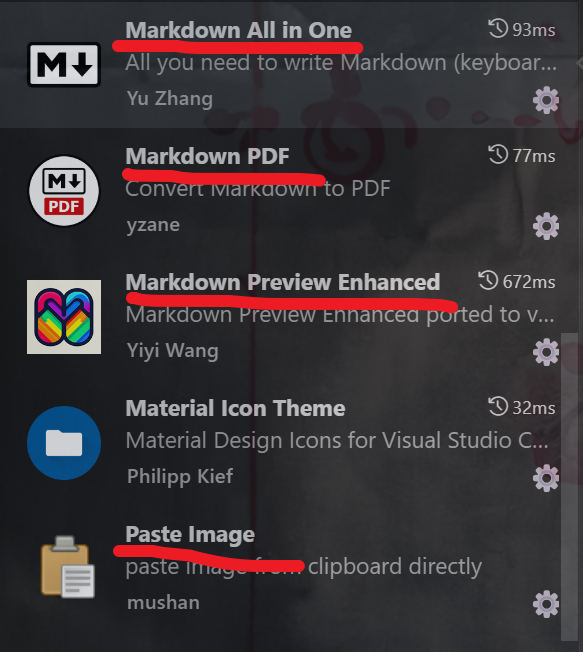 Markdown All in One 93ms
All you need to write Markdown (keyboar...
Yu Zhang
Markdown PDF 77ms
Convert Markdown to PDF
yzane
Markdown Preview Enhanced 672ms
Markdown Preview Enhanced ported to v...
Yiyi Wang
Material Icon Theme 32ms
Material Design Icons for Visual Studio C...
Philipp Kief
Paste Image
paste image from clipboard directly
mushan
M
M
PDF